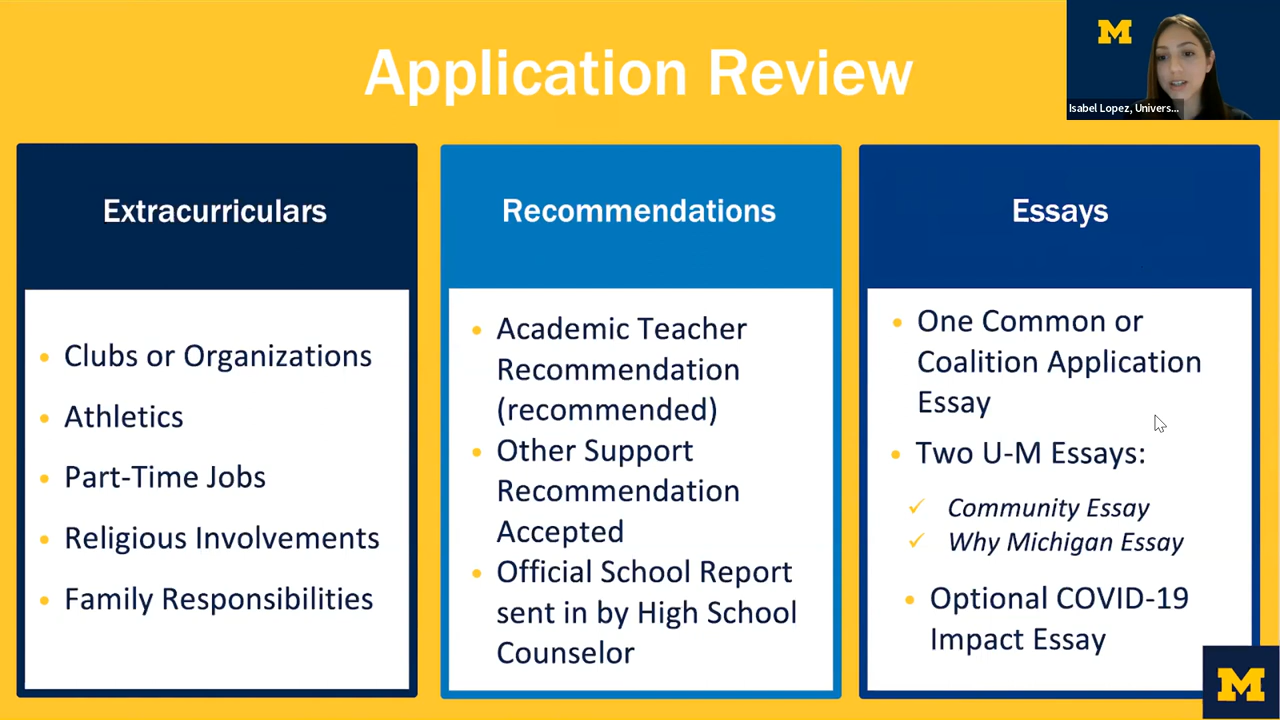 Application Review
M
Isabel Lopez, Univers...
Extracurriculars
Clubs or Organizations
Athletics
Part-Time Jobs
Religious Involvements
Family Responsibilities
Recommendations
Academic Teacher
Recommendation
(recommended)
Other Support
Recommendation
Accepted
Official School Report
sent in by High School
Counselor
Essays
One Common or
Coalition Application
Essay
Two U-M Essays:
Community Essay
Why Michigan Essay
Optional COVID-19
Impact Essay
M